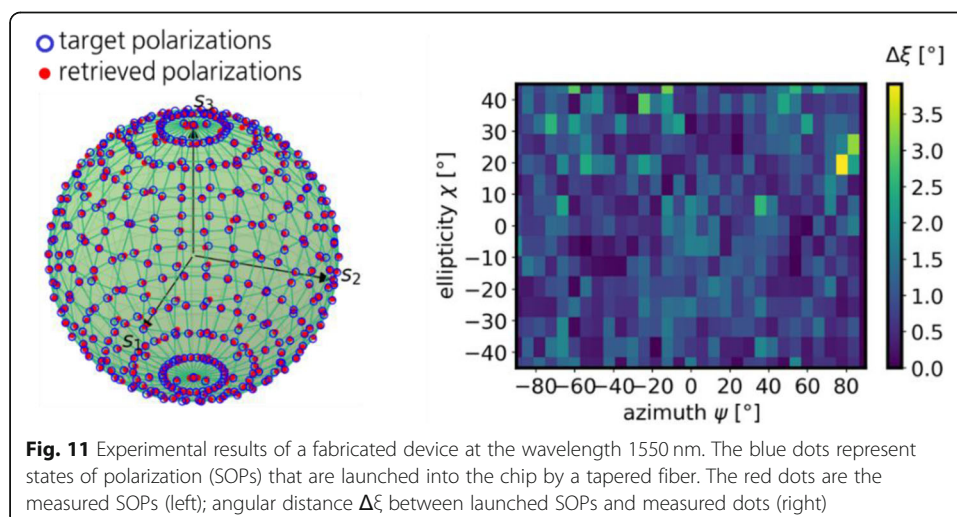 target polarizations
retrieved polarizations
S3
S2
S1
Δξ [°]
3.5
3.0
2.5
2.0
1.5
1.0
0.5
0.0
ellipticity χ [°]
40
30
20
10
0
−10
−20
−30
−40
−80 −60 −40 −20 0 20 40 60 80
azimuth ψ [°]
Fig. 11 Experimental results of a fabricated device at the wavelength 1550 nm. The blue dots represent
states of polarization (SOPs) that are launched into the chip by a tapered fiber. The red dots are the
measured SOPs (left); angular distance Δξ between launched SOPs and measured dots (right)